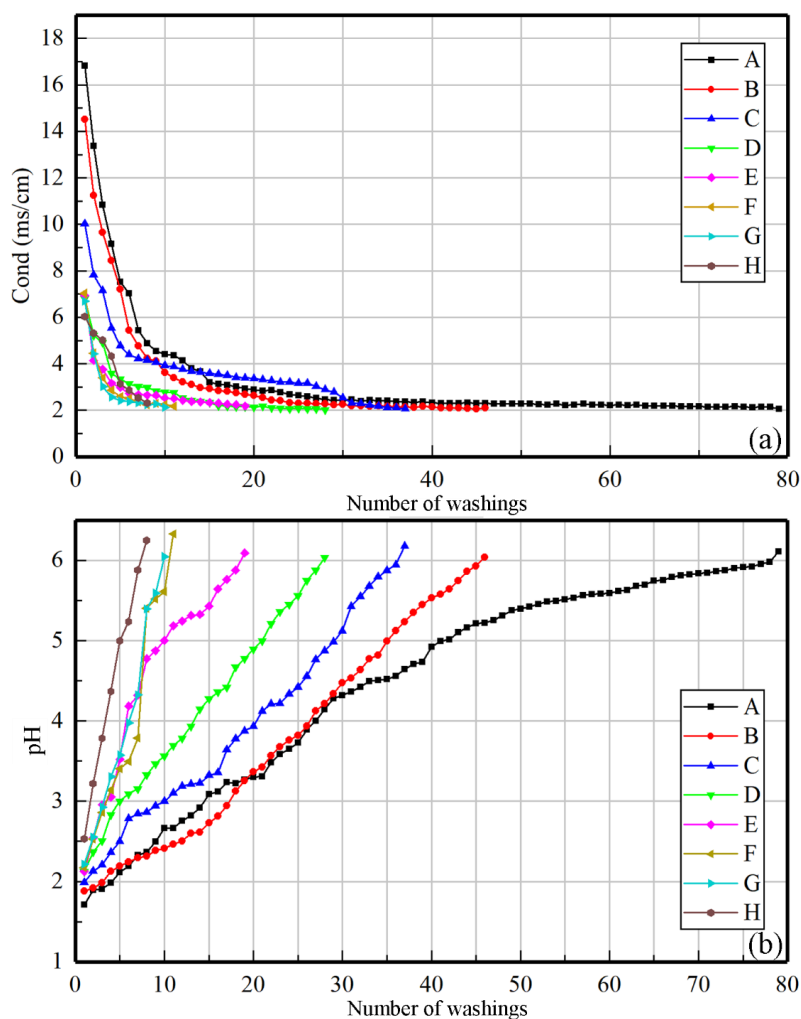 18
16
14
12
10
8
6
4
2
0
Cond (ms/cm)
A
B
C
D
E
F
G
H
(a)
0 20 40 60 80
Number of washings
6
5
4
3
2
1
pH
A
B
C
D
E
F
G
H
(b)
0 10 20 30 40 50 60 70 80
Number of washings